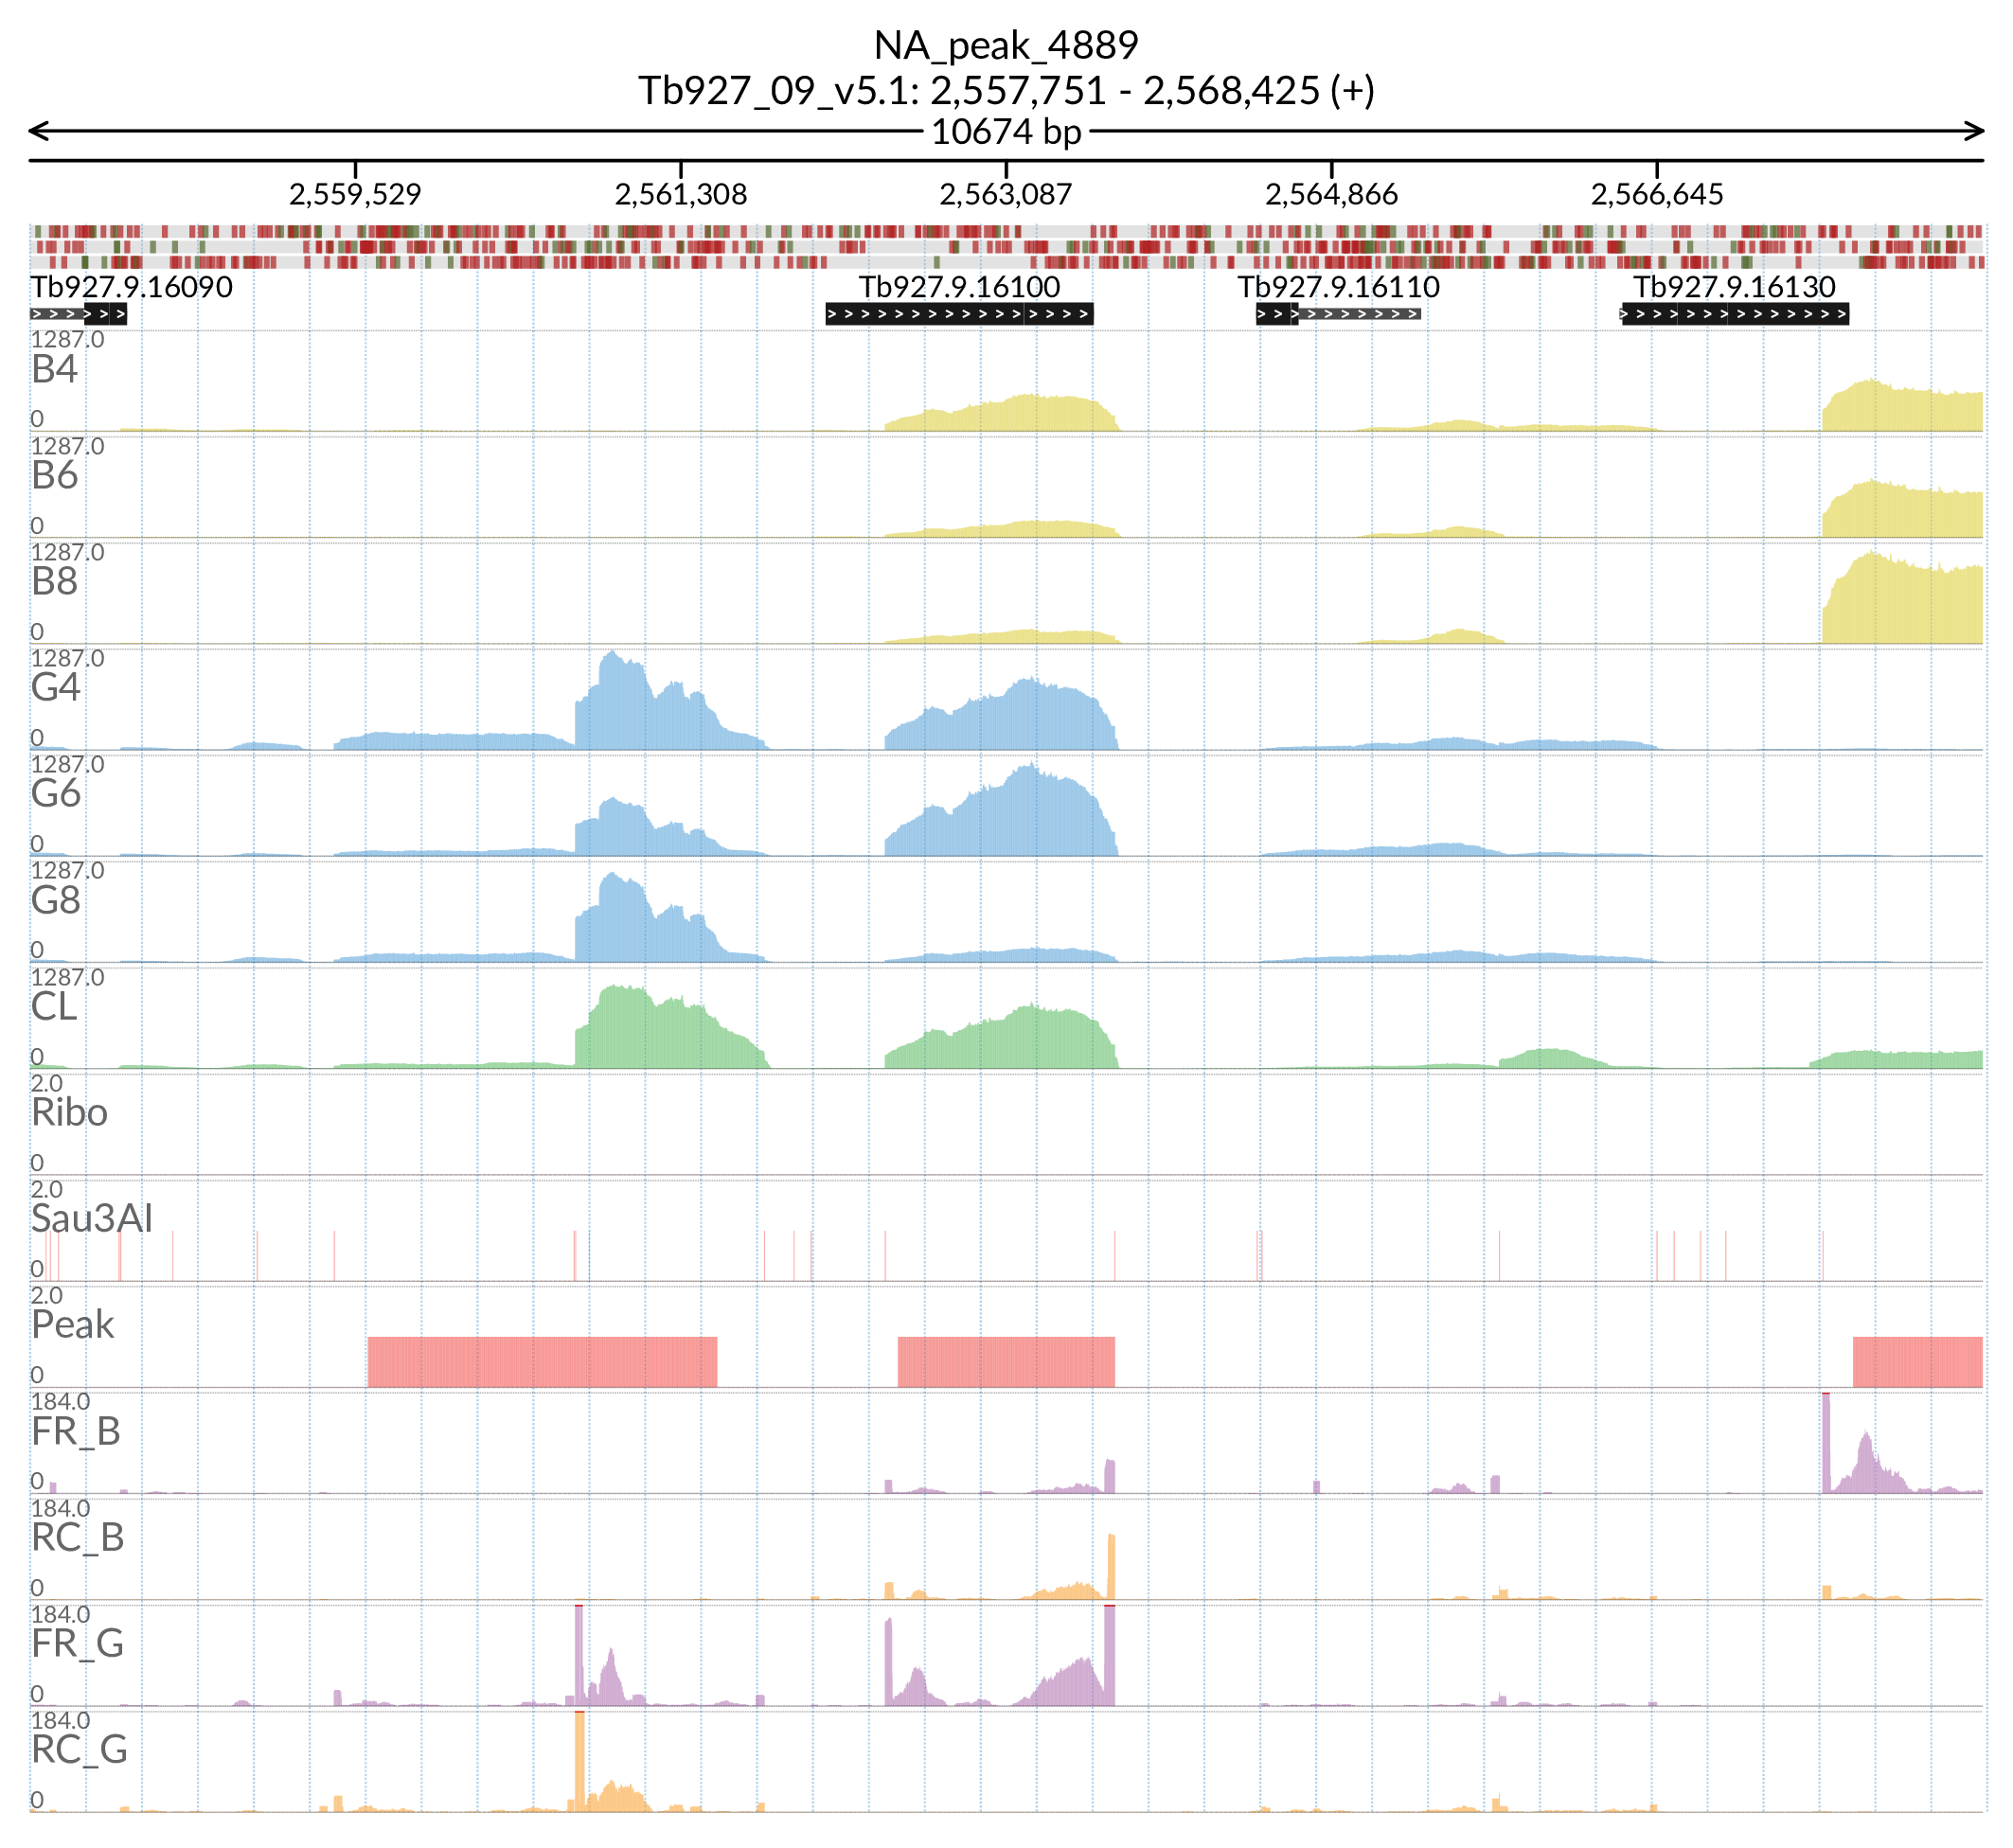 NA_peak_4889
Tb927_09_v5.1: 2,557,751 - 2,568,425 (+)
10674 bp
2,559,529 2,561,308 2,563,087 2,564,866 2,566,645
Tb927.9.16090 Tb927.9.16100 Tb927.9.16110 Tb927.9.16130
1287.0
B4
0
1287.0
B6
0
1287.0
B8
0
1287.0
G4
0
1287.0
G6
0
1287.0
G8
0
1287.0
CL
0
2.0
Ribo
0
2.0
Sau3AI
0
2.0
Peak
0
184.0
FR_B
0
184.0
RC_B
0
184.0
FR_G
0
184.0
RC_G
0